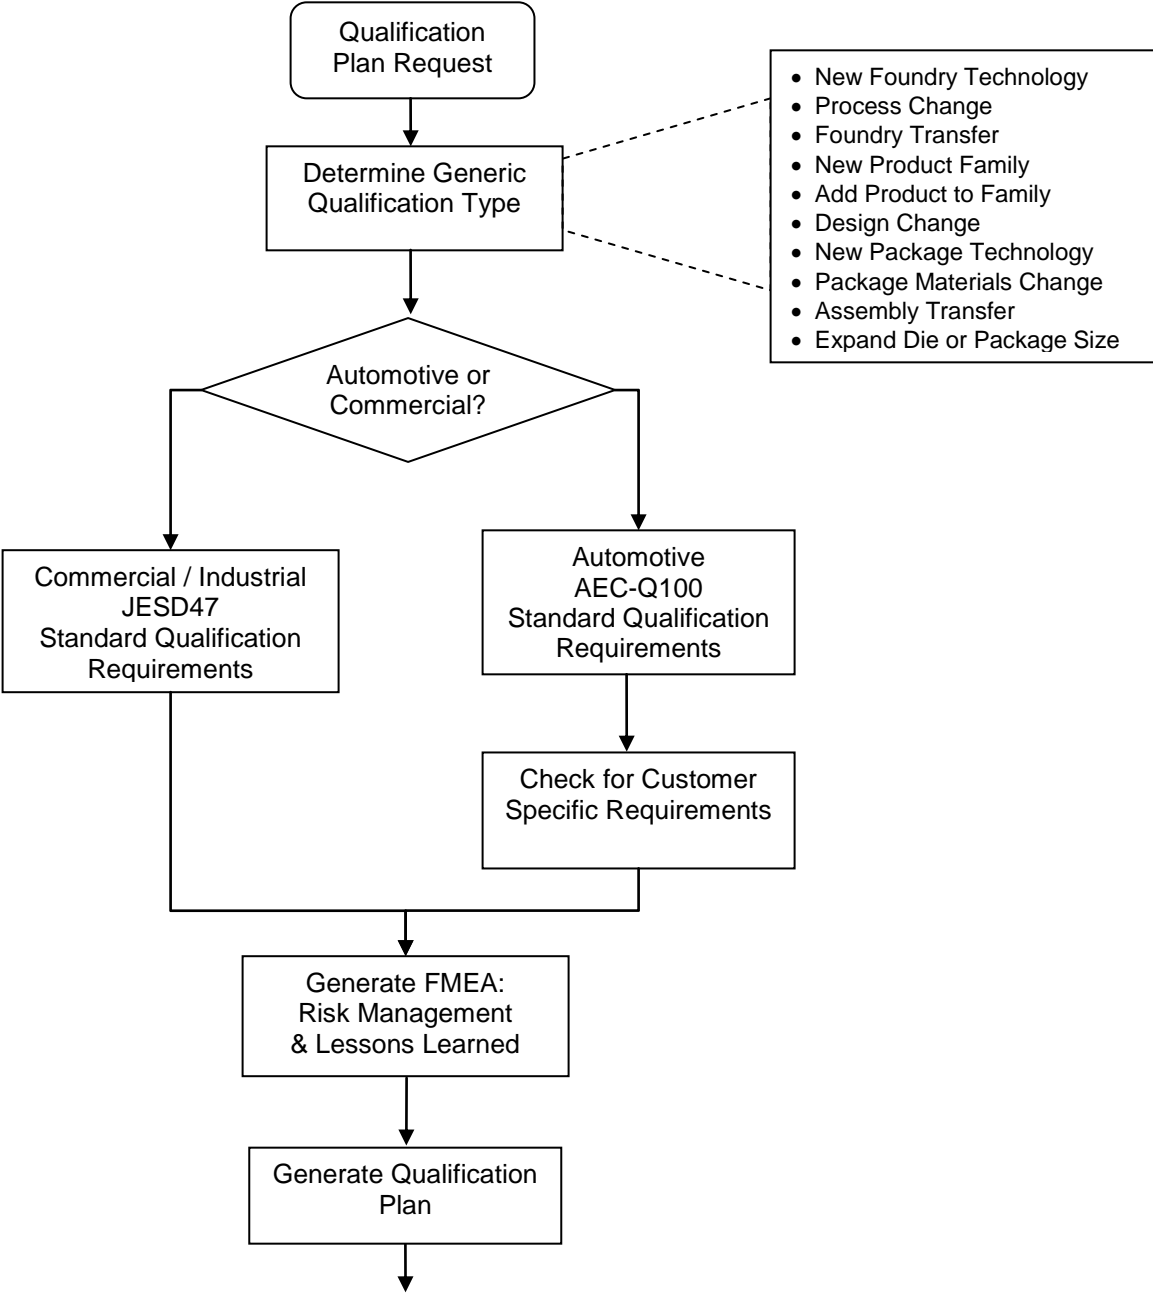 Qualification
Plan Request
• New Foundry Technology
• Process Change
• Foundry Transfer
• New Product Family
• Add Product to Family
• Design Change
• New Package Technology
• Package Materials Change
• Assembly Transfer
• Expand Die or Package Size
Determine Generic
Qualification Type
Automotive or
Commercial?
Commercial / Industrial
JESD47
Standard Qualification
Requirements
Automotive
AEC-Q100
Standard Qualification
Requirements
Check for Customer
Specific Requirements
Generate FMEA:
Risk Management
& Lessons Learned
Generate Qualification
Plan